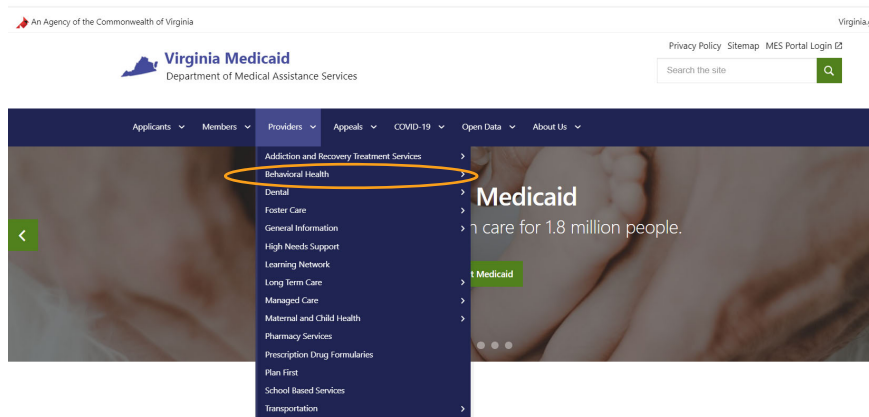 An Agency of the Commonwealth of Virginia
Privacy Policy Sitemap MES Portal Login
Virginia Medicaid
Department of Medical Assistance Services
Search the site
Applicants Members Providers Appeals COVID-19 Open Data About Us
Addiction and Recovery Treatment Services
Behavioral Health
Dental
Foster Care
General Information
High Needs Support
Learning Network
Long Term Care
Managed Care
Maternal and Child Health
Pharmacy Services
Prescription Drug Formularies
Plan First
School Based Services
Transportation
Medicaid
care for 1.8 million people.
Medicaid